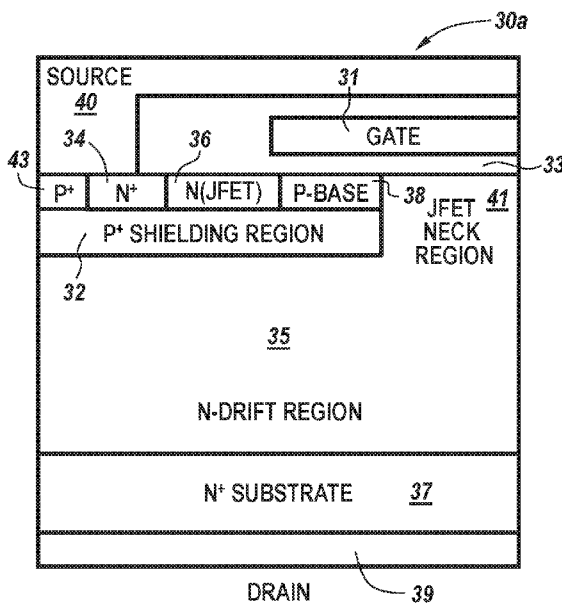 30a
SOURCE
40
31
GATE
34
36
43
33
P+
N+
N(JFET)
P-BASE
38
41
JFET
NECK
REGION
P+ SHIELDING REGION
32
35
N-DRIFT REGION
N+ SUBSTRATE
37
DRAIN
39